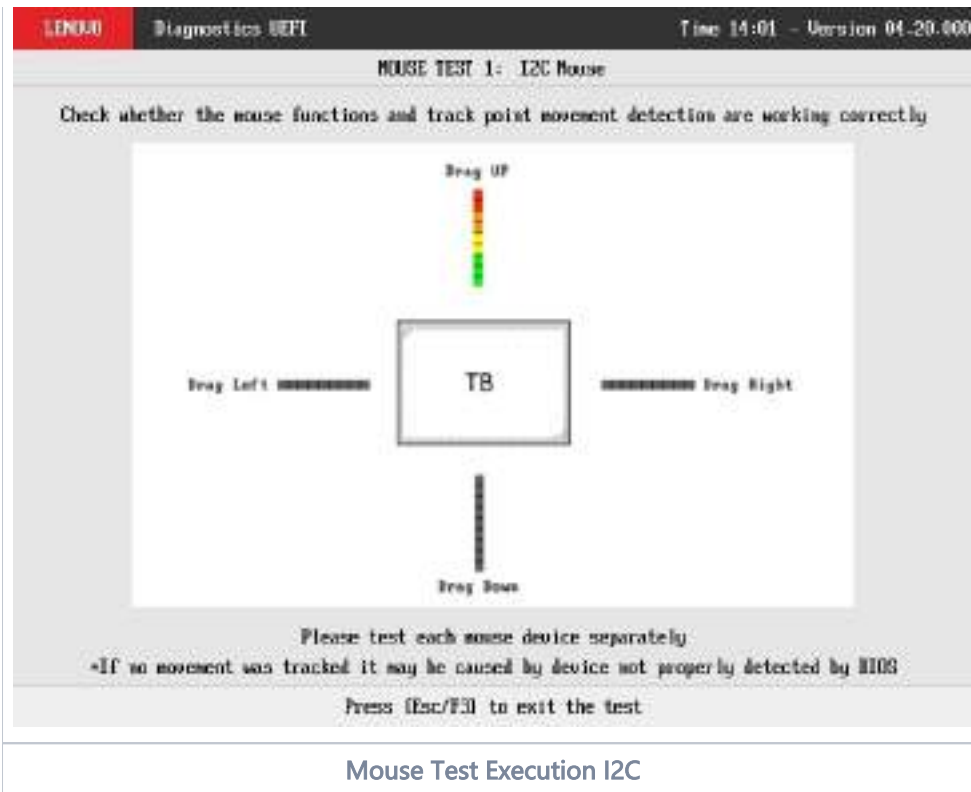 LENOVO Diagnostics UEFI Time 14:01 - Version 04.20.000
MOUSE TEST 1: I2C Mouse
Check whether the mouse functions and track point movement detection are working correctly
Drag UP
TB
Drag Left
Drag Right
Drag Down
Please test each mouse device separately
*If no movement was tracked it may be caused by device not properly detected by BIOS
Press [Esc/F3] to exit the test
Mouse Test Execution I2C